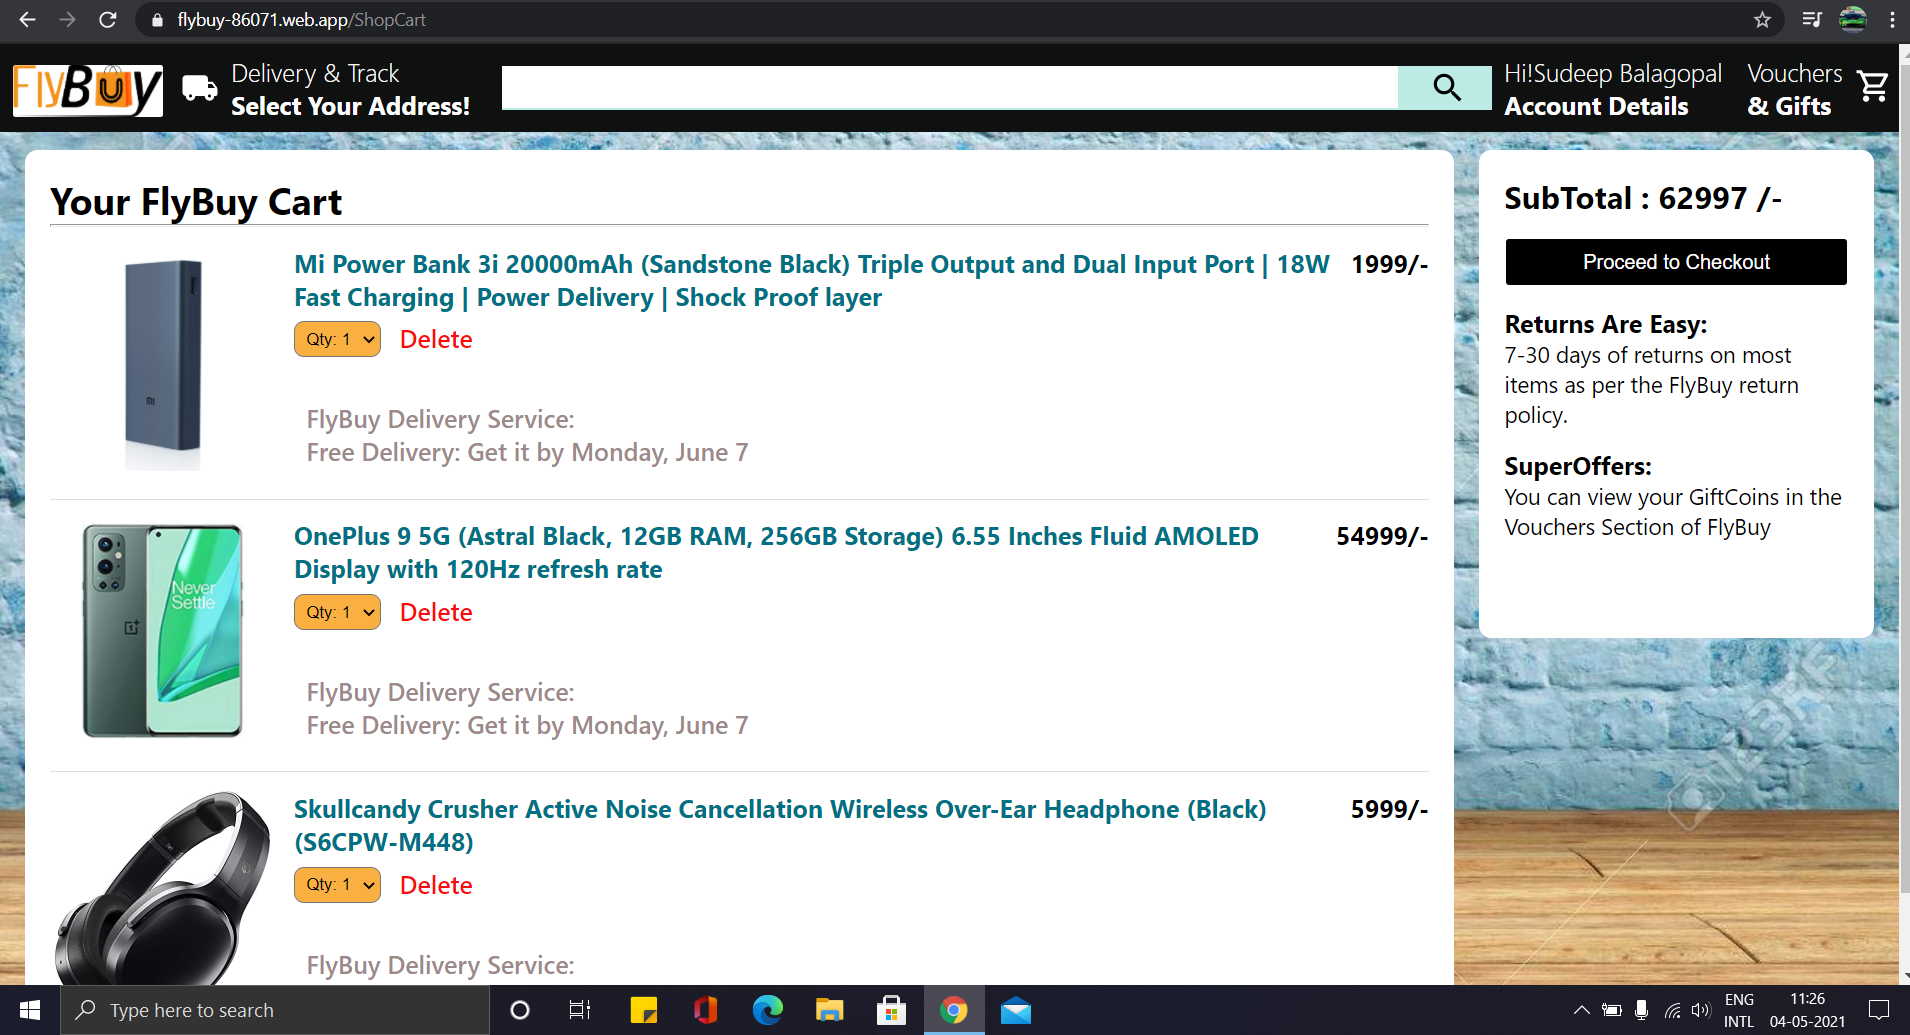 flybuy-86071.web.app/ShopCart
FlyBuy
Delivery & Track
Select Your Address!
Hi!Sudeep Balagopal
Account Details
Vouchers
& Gifts
Your FlyBuy Cart
Mi Power Bank 3i 20000mAh (Sandstone Black) Triple Output and Dual Input Port | 18W
Fast Charging | Power Delivery | Shock Proof layer
1999/-
Qty: 1
Delete
FlyBuy Delivery Service:
Free Delivery: Get it by Monday, June 7
mi
OnePlus 9 5G (Astral Black, 12GB RAM, 256GB Storage) 6.55 Inches Fluid AMOLED
Display with 120Hz refresh rate
54999/-
Never
Settle
Qty: 1
Delete
FlyBuy Delivery Service:
Free Delivery: Get it by Monday, June 7
Skullcandy Crusher Active Noise Cancellation Wireless Over-Ear Headphone (Black)
(S6CPW-M448)
5999/-
Qty: 1
Delete
FlyBuy Delivery Service:
SubTotal : 62997 /-
Proceed to Checkout
Returns Are Easy:
7-30 days of returns on most
items as per the FlyBuy return
policy.
SuperOffers:
You can view your GiftCoins in the
Vouchers Section of FlyBuy
123RF
Type here to search
ENG
INTL
11:26
04-05-2021